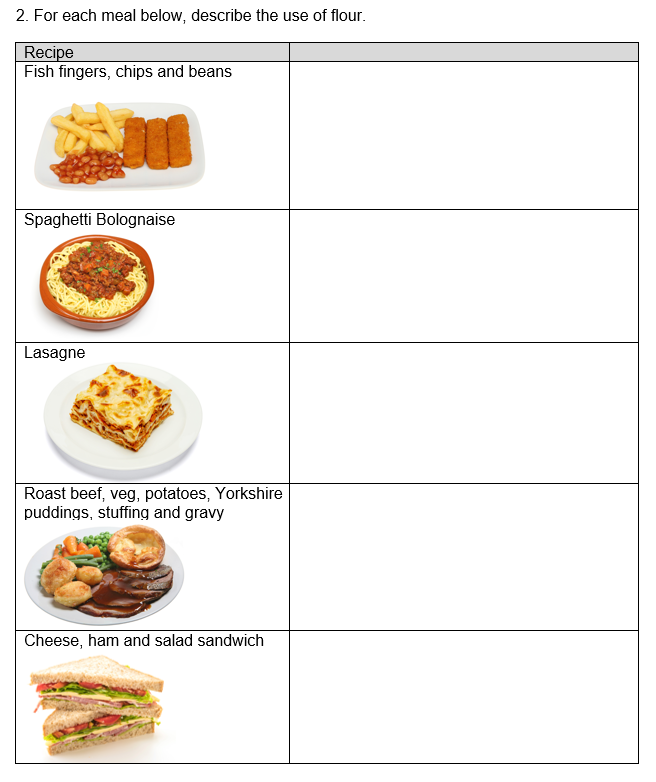 2. For each meal below, describe the use of flour.
Recipe
Fish fingers, chips and beans
Spaghetti Bolognaise
Lasagne
Roast beef, veg, potatoes, Yorkshire
puddings, stuffing and gravy
Cheese, ham and salad sandwich